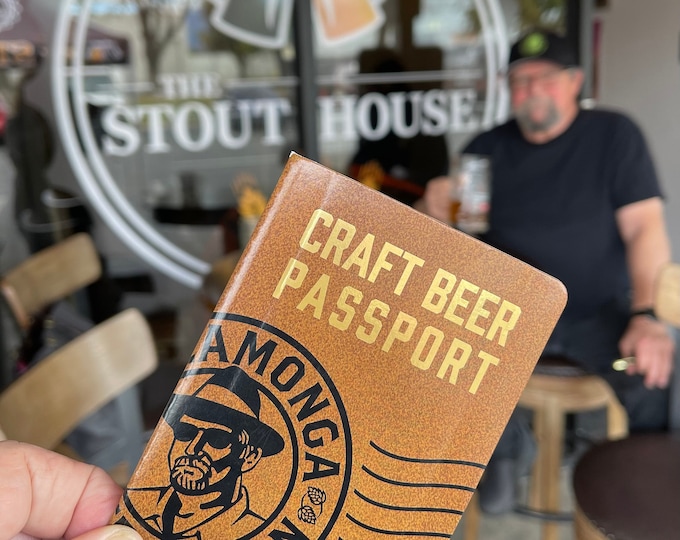 THE
STOUT HOUSE
CRAFT BEER
PASSPORT
AMONGA